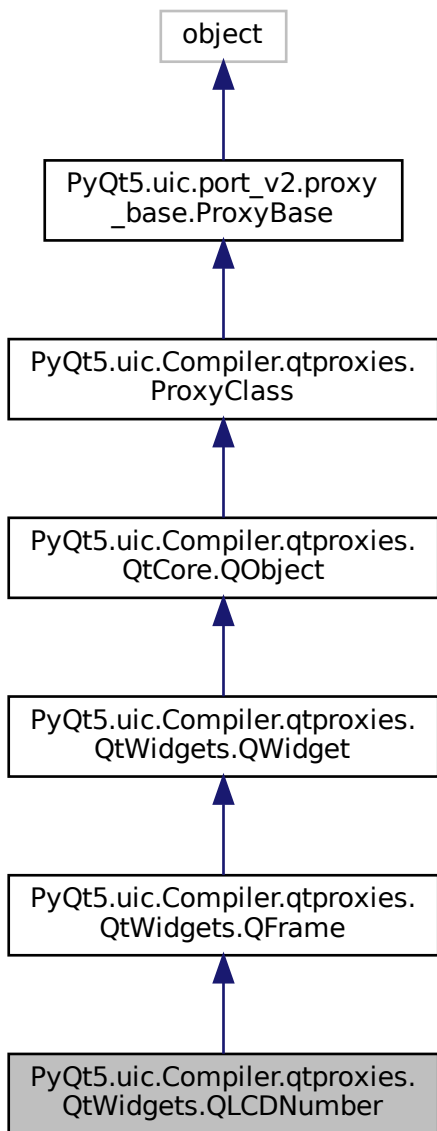 object
PyQt5.uic.port_v2.proxy
_base.ProxyBase
PyQt5.uic.Compiler.qtproxies.
ProxyClass
PyQt5.uic.Compiler.qtproxies.
QtCore.QObject
PyQt5.uic.Compiler.qtproxies.
QtWidgets.QWidget
PyQt5.uic.Compiler.qtproxies.
QtWidgets.QFrame
PyQt5.uic.Compiler.qtproxies.
QtWidgets.QLCDNumber